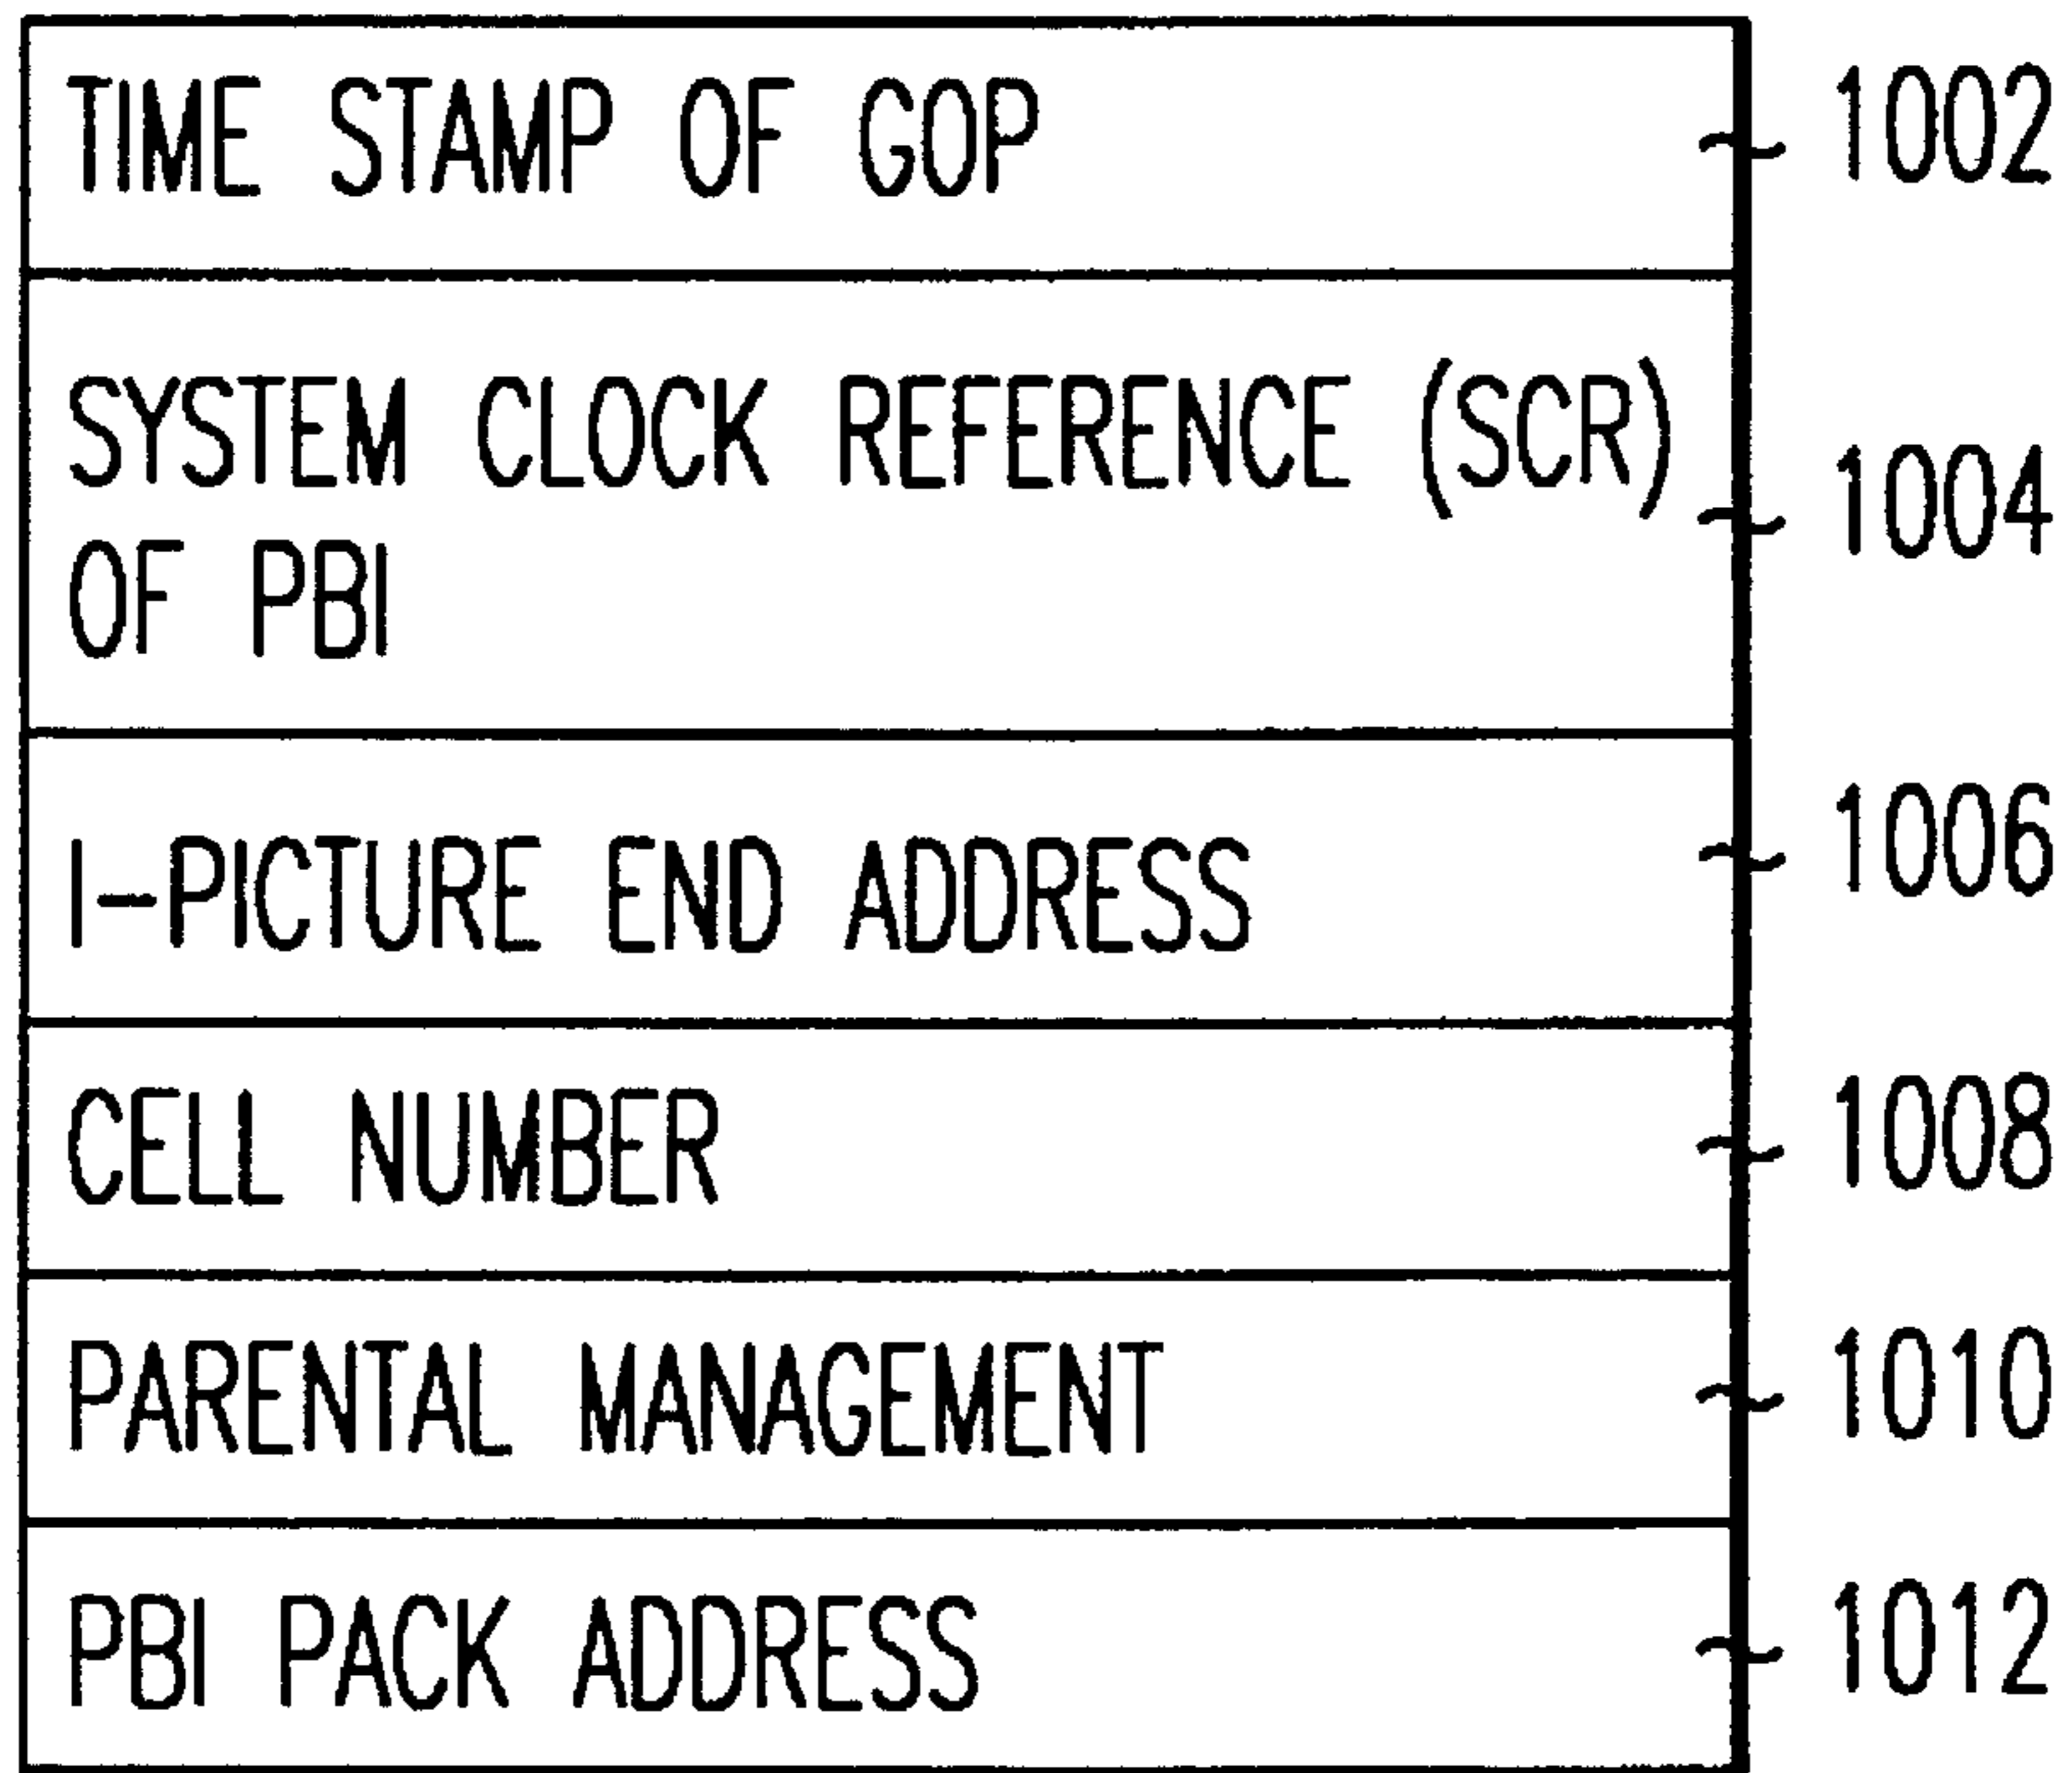 TIME STAMP OF GOP 1002
SYSTEM CLOCK REFERENCE (SCR)
OF PBI
1004
I-PICTURE END ADDRESS 1006
CELL NUMBER 1008
PARENTAL MANAGEMENT 1010
PBI PACK ADDRESS 1012